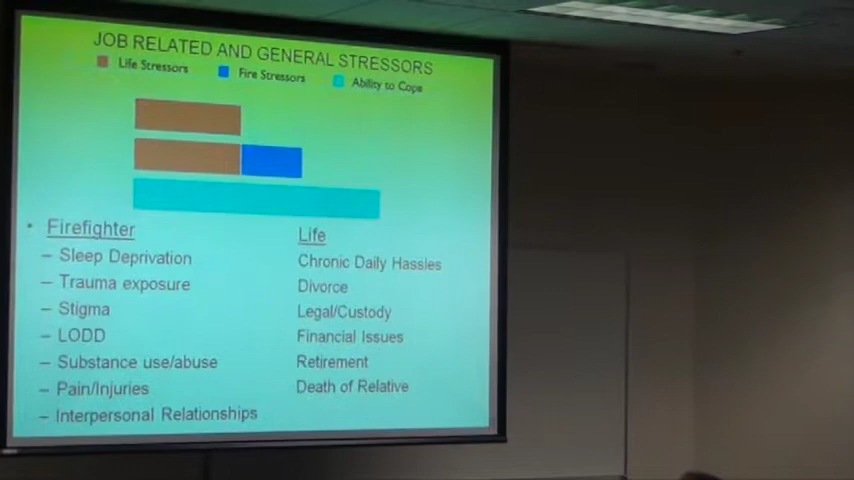 JOB RELATED AND GENERAL STRESSORS
Life Stressors Fire Stressors Ability to Cope
• Firefighter
– Sleep Deprivation
– Trauma exposure
– Stigma
– LODD
– Substance use/abuse
– Pain/Injuries
– Interpersonal Relationships
Life
Chronic Daily Hassles
Divorce
Legal/Custody
Financial Issues
Retirement
Death of Relative